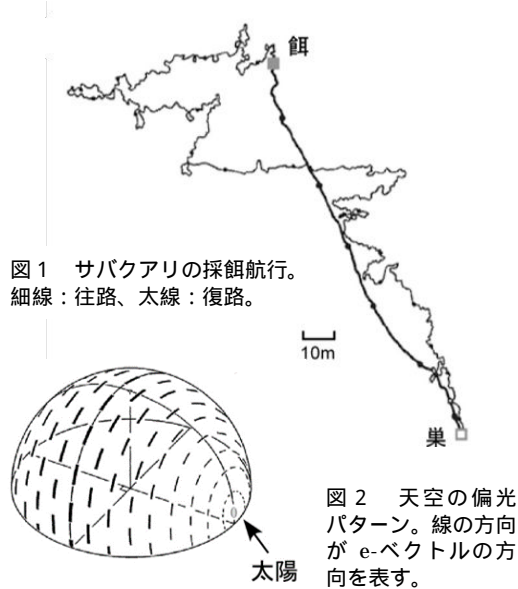 餌
図1 サバクアリの採餌航行。
細線：往路、太線：復路。
10m
巣
図2 天空の偏光
パターン。線の方向
が e-ベクトルの方
向を表す。
θ
太陽